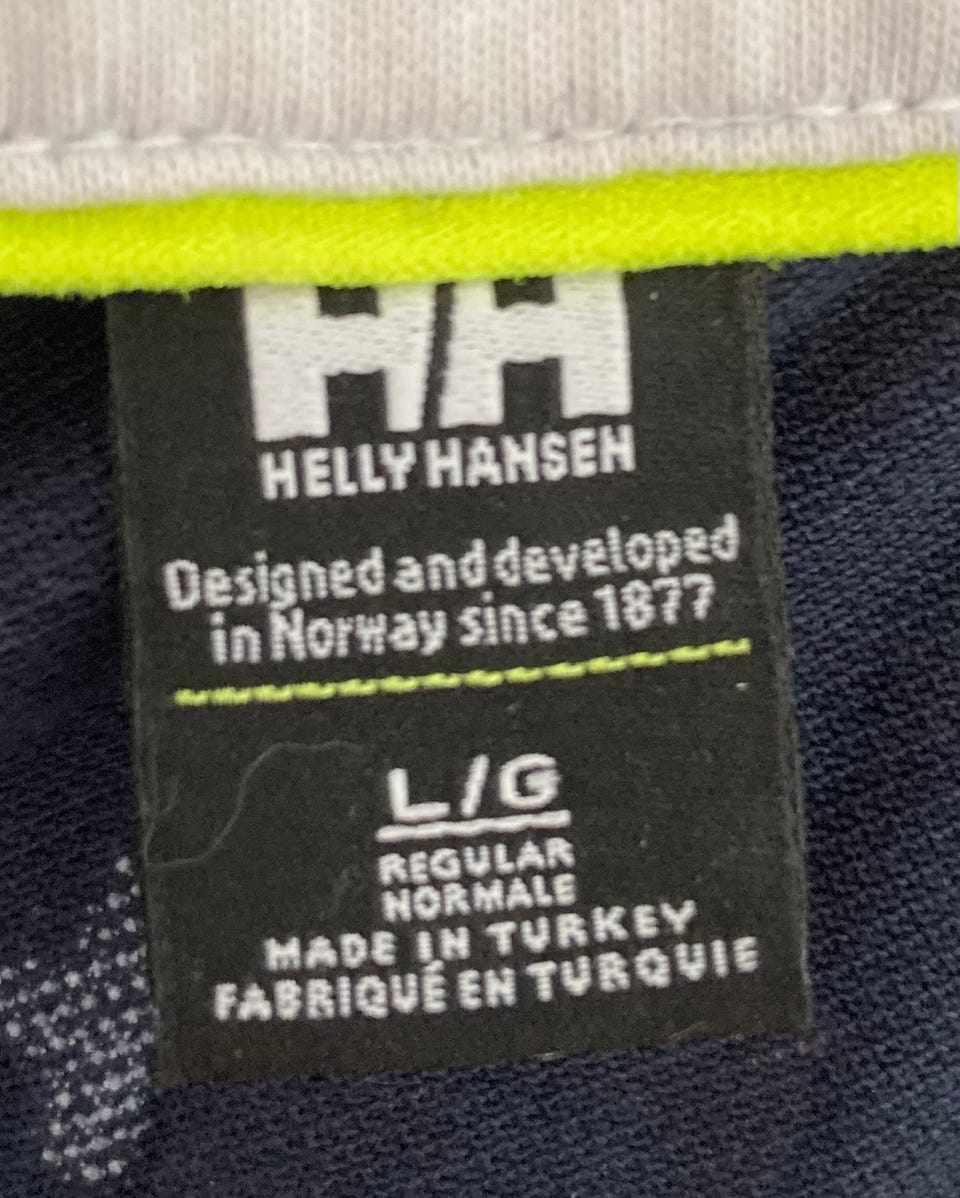 HH
HELLY HANSEN
Designed and developed
in Norway since 1877
L/G
REGULAR
NORMALE
MADE IN TURKEY
FABRIQUÉ EN TURQUIE